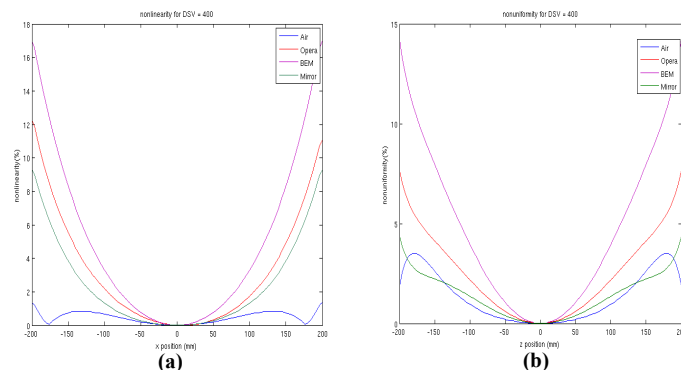 nonlinearity for DSV = 400
18
16
14
12
10
8
6
4
2
0
nonlinearity(%)
Air
Opera
BEM
Mirror
-200 -150 -100 -50 0 50 100 150 200
x position (mm)
(a)
nonuniformity for DSV = 400
15
10
5
0
nonuniformity (%)
Air
Opera
BEM
Mirror
-200 -150 -100 -50 0 50 100 150 200
z position (mm)
(b)